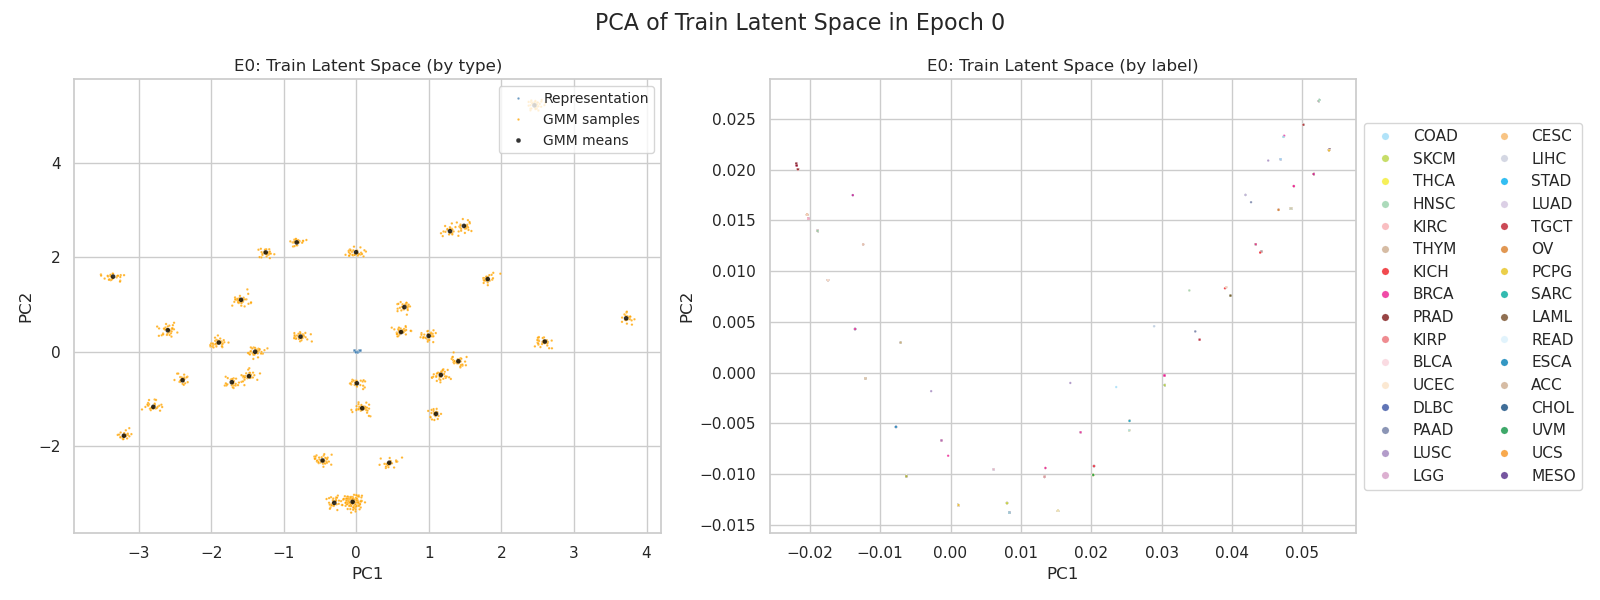 PCA of Train Latent Space in Epoch 0
E0: Train Latent Space (by type)
Representation
GMM samples
GMM means
4
2
0
−2
PC2
−3
−2
−1
0
1
2
3
4
PC1
E0: Train Latent Space (by label)
0.025
0.020
0.015
0.010
0.005
0.000
−0.005
−0.010
−0.015
PC2
−0.02
−0.01
0.00
0.01
0.02
0.03
0.04
0.05
PC1
COAD
SKCM
THCA
HNSC
KIRC
THYM
KICH
BRCA
PRAD
KIRP
BLCA
UCEC
DLBC
PAAD
LUSC
LGG
CESC
LIHC
STAD
LUAD
TGCT
OV
PCPG
SARC
LAML
READ
ESCA
ACC
CHOL
UVM
UCS
MESO